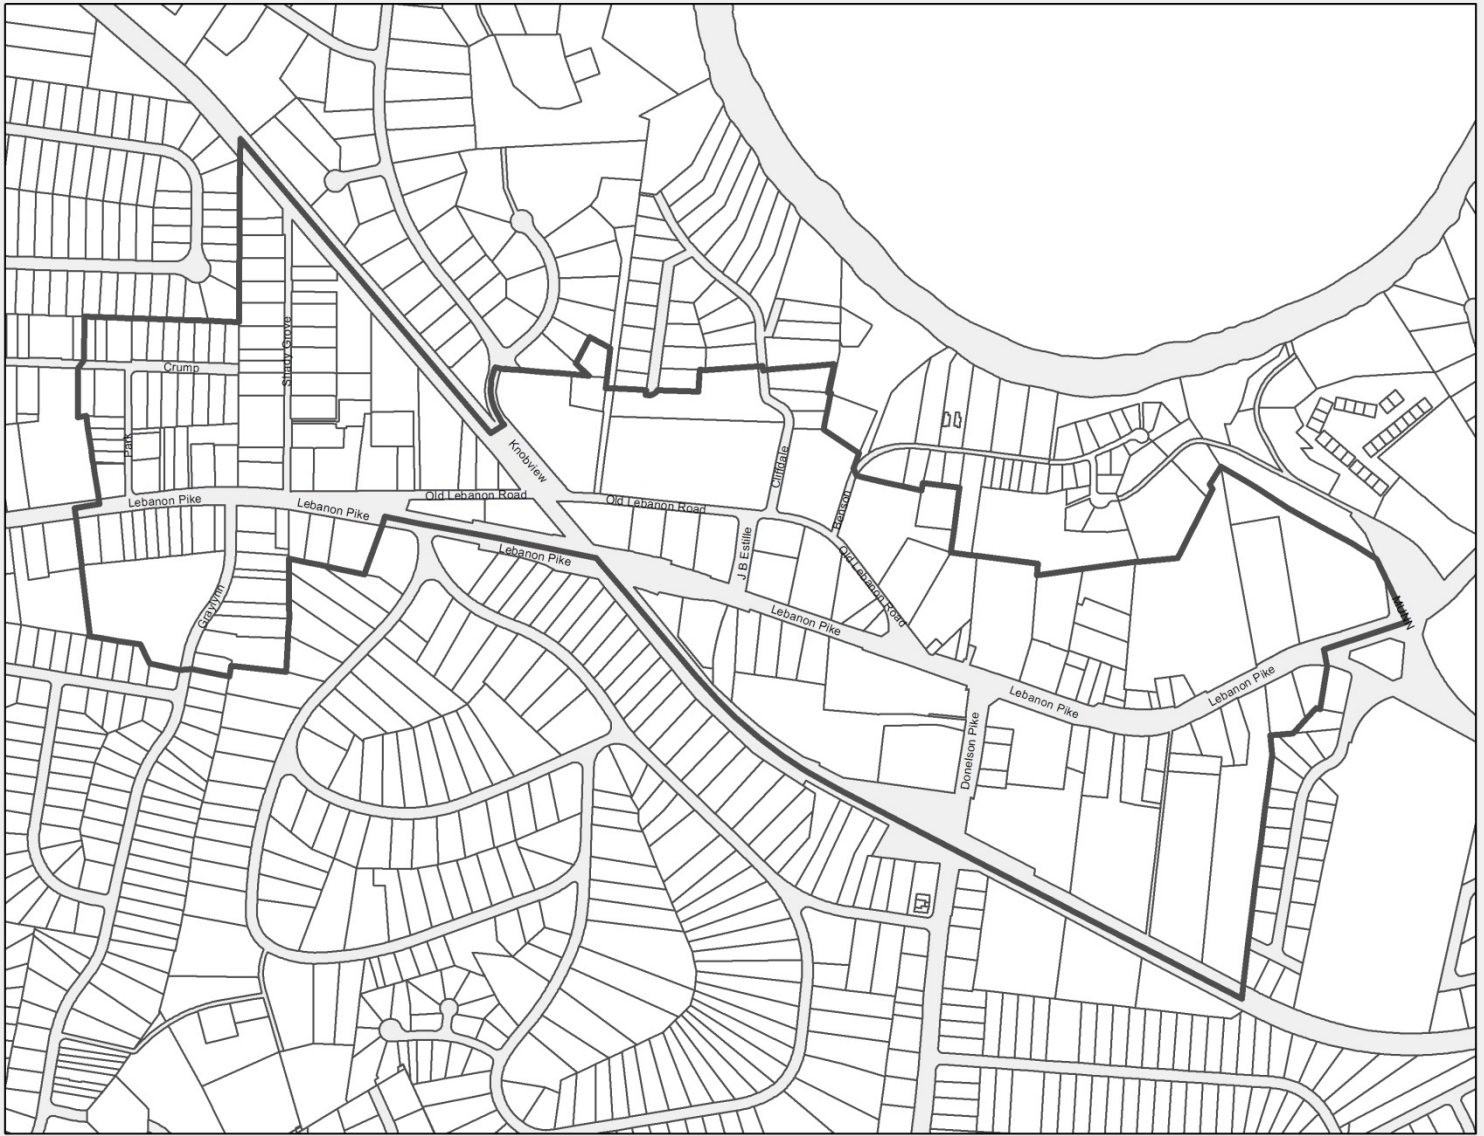 Shady Grove
Crump
Park
Knobview
Cliffdale
Lebanon Pike
Lebanon Pike
Old Lebanon Road
Old Lebanon Road
Benson
Lebanon Pike
J B Estille
Old Lebanon Road
Graylynn
Lebanon Pike
MUNN
Lebanon Pike
Lebanon Pike
Donelson Pike